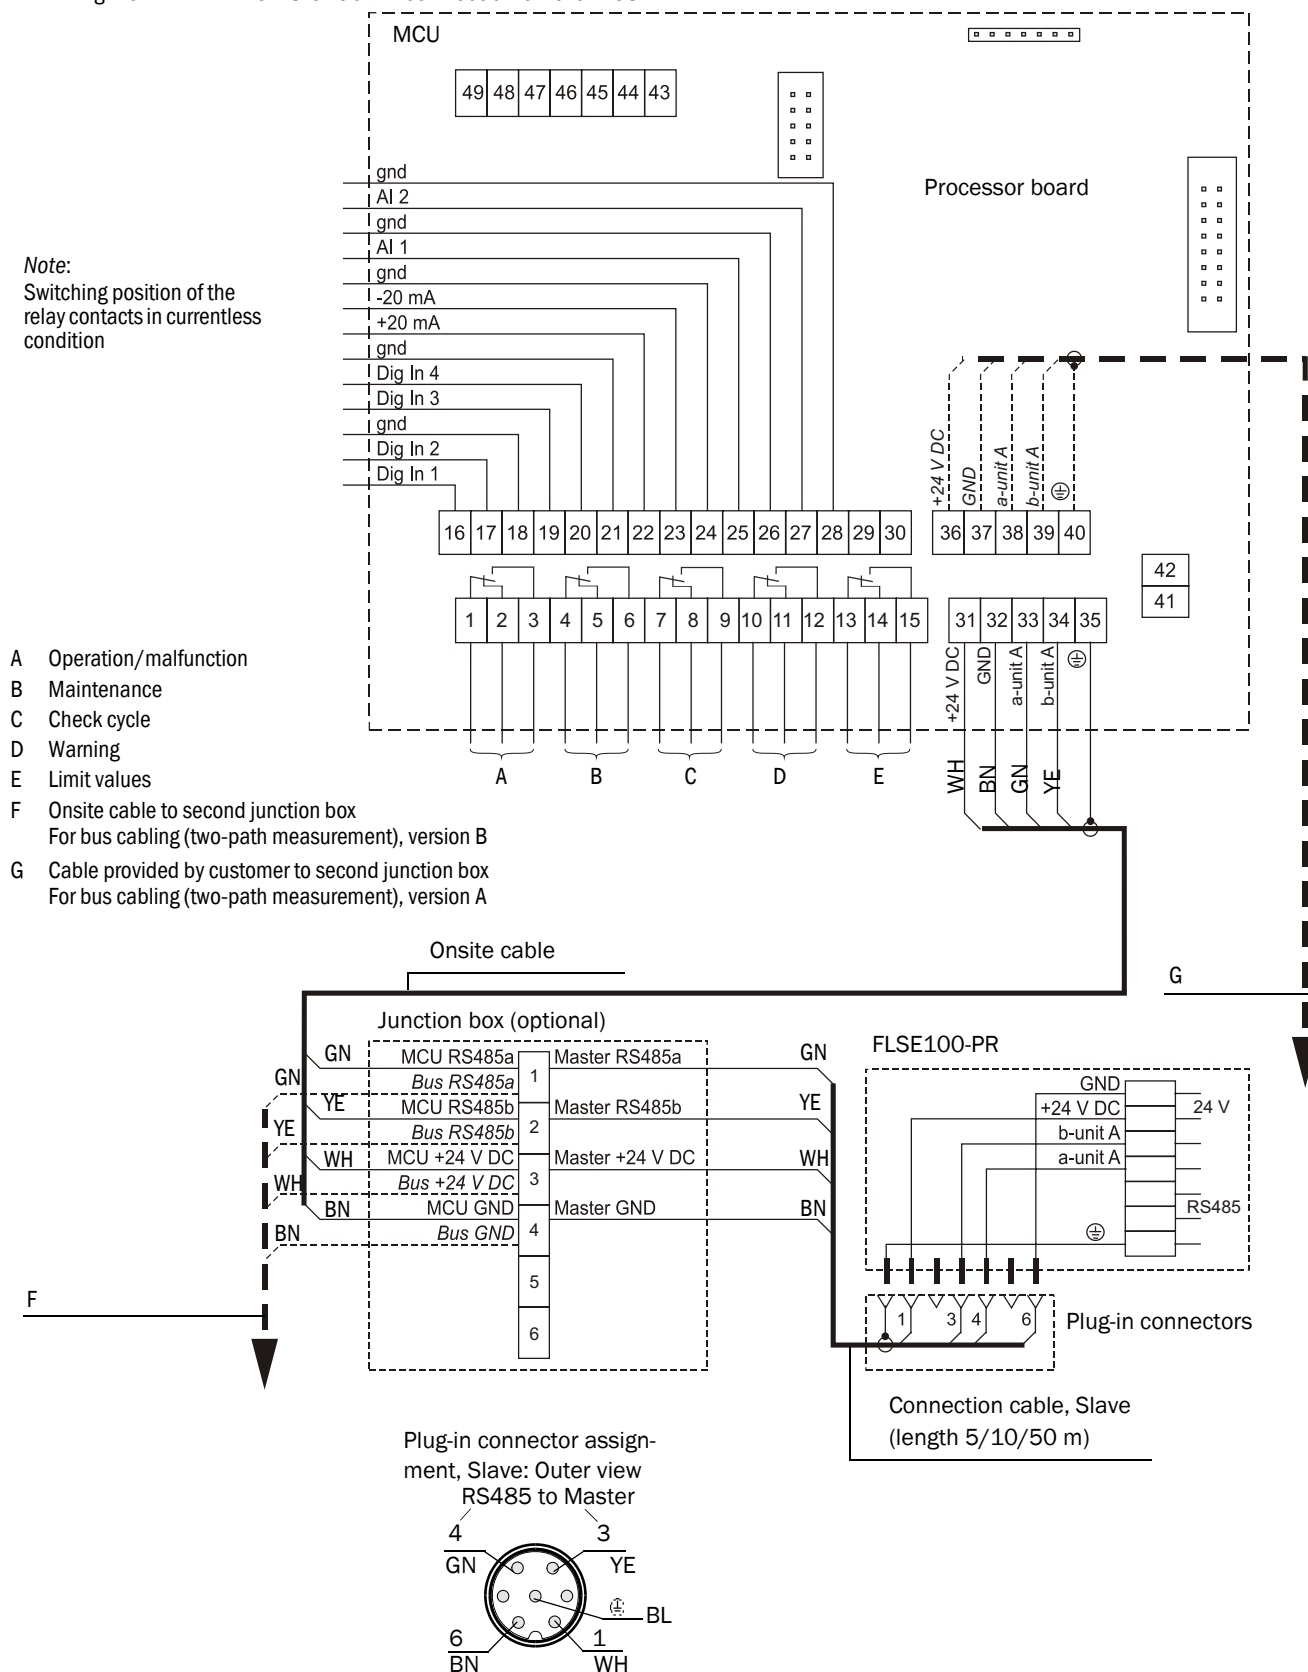 MCU
49 48 47 46 45 44 43
Processor board
gnd
AI 2
gnd
AI 1
gnd
-20 mA
+20 mA
gnd
Dig In 4
Dig In 3
gnd
Dig In 2
Dig In 1
Note:
Switching position of the
relay contacts in currentless
condition
+24 V DC
GND
a-unit A
b-unit A
16 17 18 19 20 21 22 23 24 25 26 27 28 29 30
36 37 38 39 40
42
41
1 2 3 4 5 6 7 8 9 10 11 12 13 14 15
31 32 33 34 35
+24 V DC
GND
a-unit A
b-unit A
A B C D E
WH
BN
GN
YE
A Operation/malfunction
B Maintenance
C Check cycle
D Warning
E Limit values
F Onsite cable to second junction box
For bus cabling (two-path measurement), version B
G Cable provided by customer to second junction box
For bus cabling (two-path measurement), version A
Onsite cable
G
Junction box (optional)
GN MCU RS485a 1 Master RS485a GN
GN Bus RS485a
YE MCU RS485b 2 Master RS485b YE
YE Bus RS485b
WH MCU +24 V DC 3 Master +24 V DC WH
WH Bus +24 V DC
BN MCU GND 4 Master GND BN
BN Bus GND
5
6
F
FLSE100-PR
GND
+24 V DC
24 V
b-unit A
a-unit A
RS485
1 3 4 6
Plug-in connectors
Connection cable, Slave
(length 5/10/50 m)
Plug-in connector assign-
ment, Slave: Outer view
RS485 to Master
4 3
GN YE
BL
6 1
BN WH